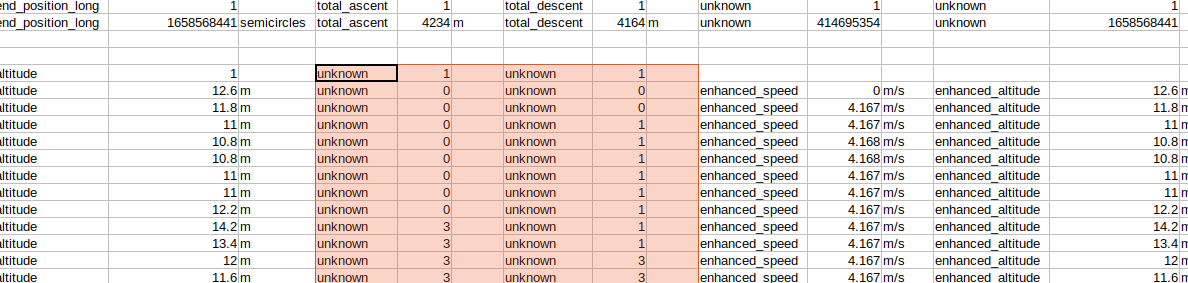 end_position_long 1 total_ascent 1 total_descent 1 unknown 1 unknown 1
end_position_long 1658568441 semicircles total_ascent 4234 m total_descent 4164 m unknown 414695354 unknown 1658568441
altitude 1 unknown 1 unknown 1
altitude 12.6 m unknown 0 unknown 0 enhanced_speed 0 m/s enhanced_altitude 12.6 m
altitude 11.8 m unknown 0 unknown 0 enhanced_speed 4.167 m/s enhanced_altitude 11.8 m
altitude 11 m unknown 0 unknown 1 enhanced_speed 4.167 m/s enhanced_altitude 11 m
altitude 10.8 m unknown 0 unknown 1 enhanced_speed 4.168 m/s enhanced_altitude 10.8 m
altitude 10.8 m unknown 0 unknown 1 enhanced_speed 4.168 m/s enhanced_altitude 10.8 m
altitude 11 m unknown 0 unknown 1 enhanced_speed 4.167 m/s enhanced_altitude 11 m
altitude 11 m unknown 0 unknown 1 enhanced_speed 4.167 m/s enhanced_altitude 11 m
altitude 12.2 m unknown 0 unknown 1 enhanced_speed 4.167 m/s enhanced_altitude 12.2 m
altitude 14.2 m unknown 3 unknown 1 enhanced_speed 4.167 m/s enhanced_altitude 14.2 m
altitude 13.4 m unknown 3 unknown 1 enhanced_speed 4.167 m/s enhanced_altitude 13.4 m
altitude 12 m unknown 3 unknown 3 enhanced_speed 4.167 m/s enhanced_altitude 12 m
altitude 11.6 m unknown 3 unknown 3 enhanced_speed 4.167 m/s enhanced_altitude 11.6 m